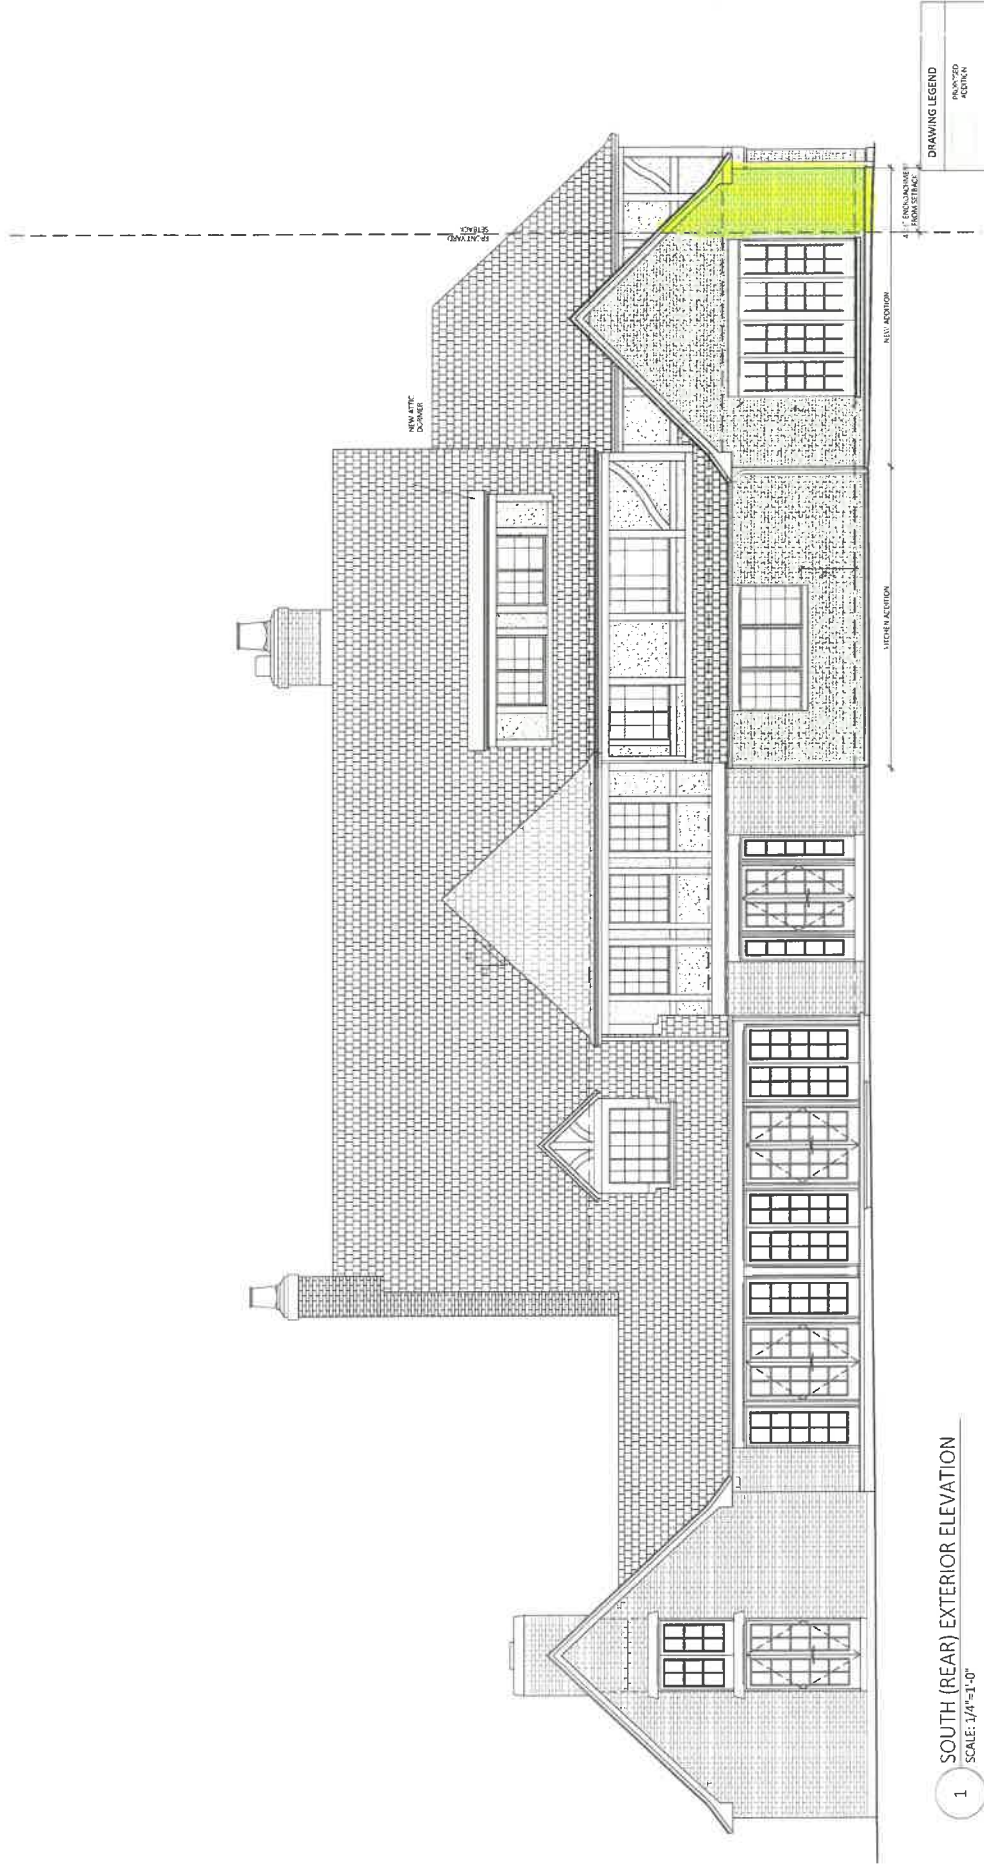 DRAWING LEGEND
PROPOSED
ADDITION
FRONT YARD
SETBACK
NEW ATTIC
DORMER
ENCROACHMENT
FROM SETBACK
NEW ADDITION
KITCHEN ADDITION
1
SOUTH (REAR) EXTERIOR ELEVATION
SCALE: 1/4"=1'-0"